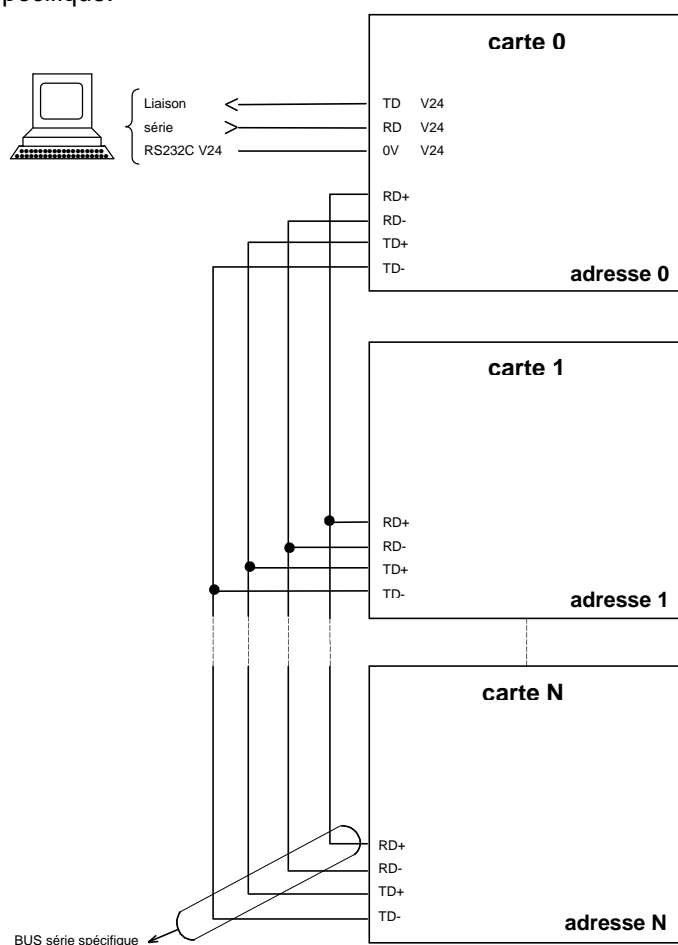 pécifique.
carte 0
Liaison
TD V24
série
RD V24
RS232C V24
0V V24
RD+
RD-
TD+
TD-
adresse 0
carte 1
RD+
RD-
TD+
TD-
adresse 1
carte N
RD+
RD-
TD+
TD-
adresse N
BUS série spécifique